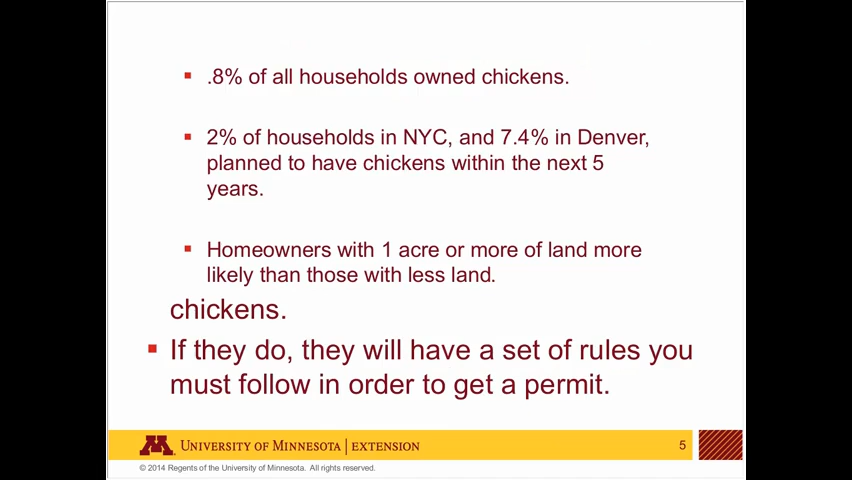 .8% of all households owned chickens.
2% of households in NYC, and 7.4% in Denver,
planned to have chickens within the next 5
years.
Homeowners with 1 acre or more of land more
likely than those with less land.
chickens.
If they do, they will have a set of rules you
must follow in order to get a permit.
UNIVERSITY OF MINNESOTA | EXTENSION
5
© 2014 Regents of the University of Minnesota. All rights reserved.